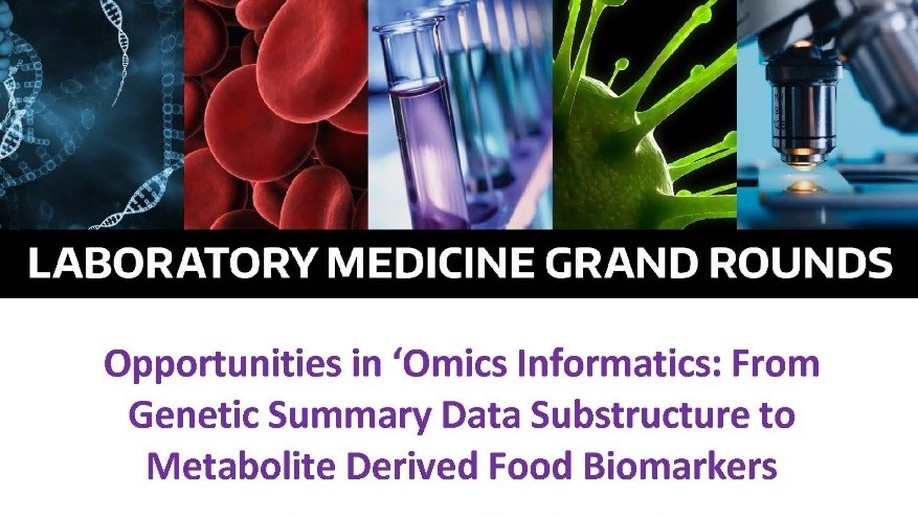 LABORATORY MEDICINE GRAND ROUNDS
Opportunities in ‘Omics Informatics: From
Genetic Summary Data Substructure to
Metabolite Derived Food Biomarkers